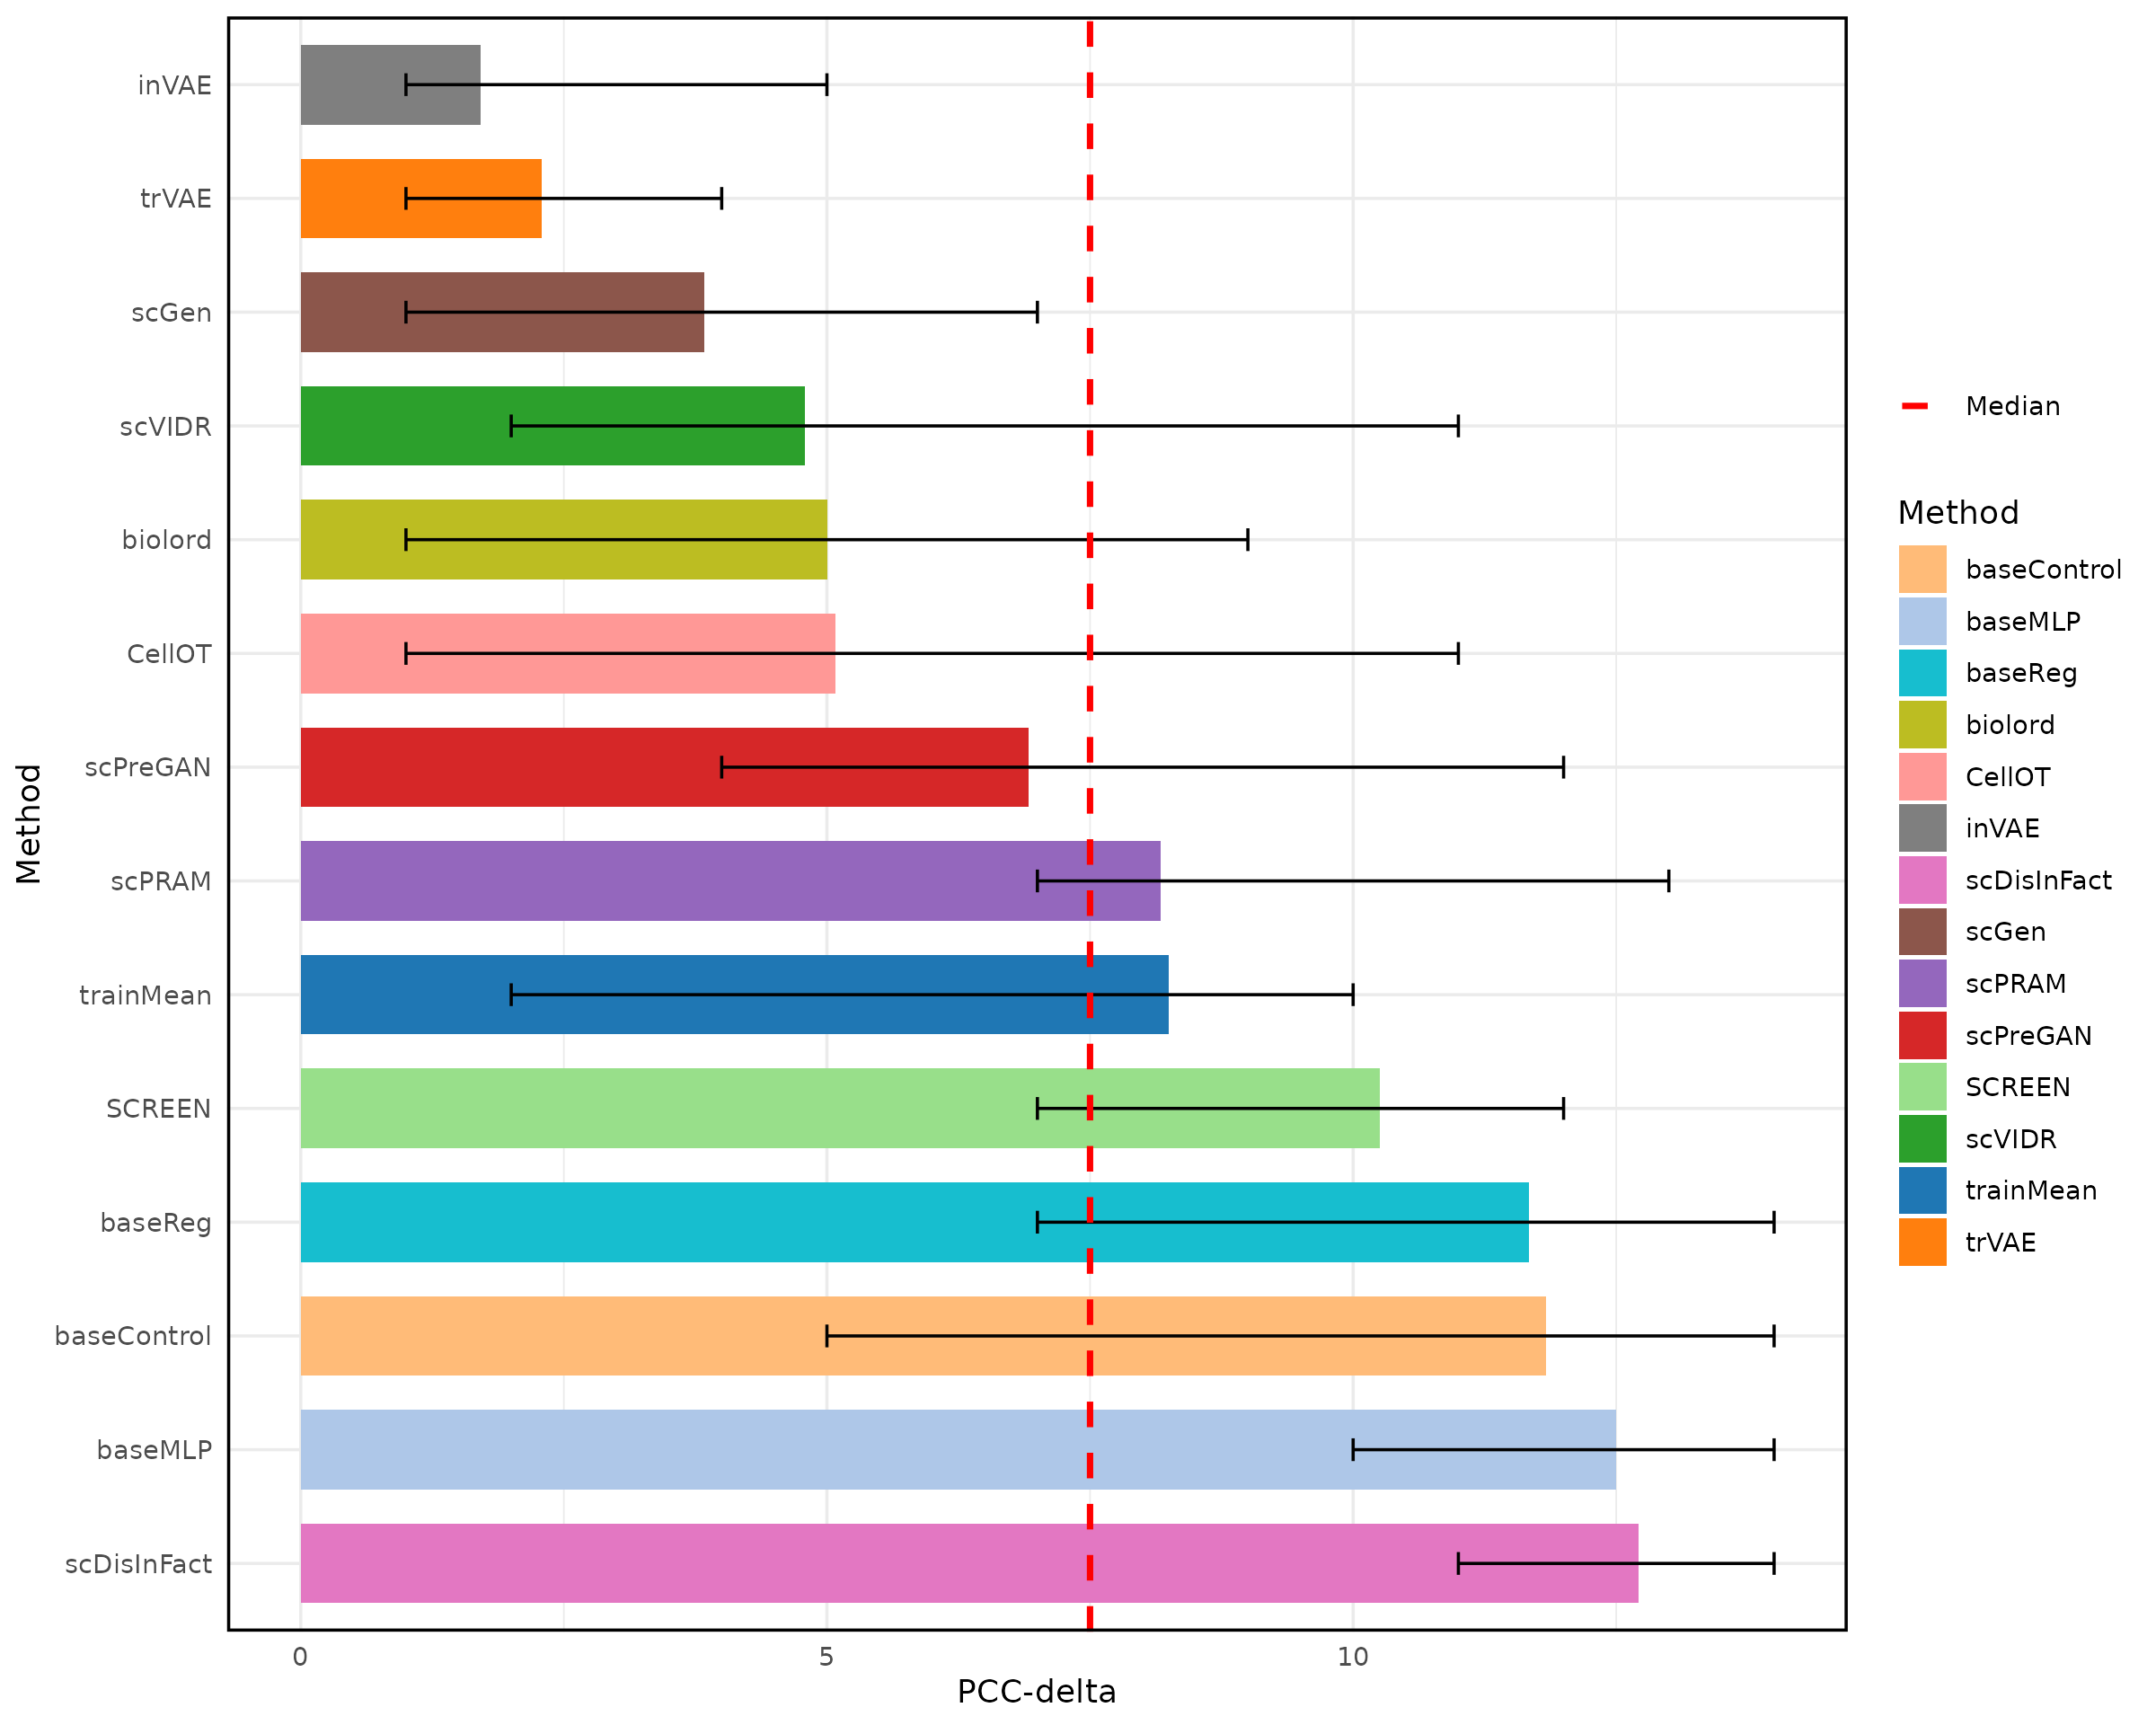 Method
inVAE
trVAE
scGen
scVIDR
biolord
CellOT
scPreGAN
scPRAM
trainMean
SCREEN
baseReg
baseControl
baseMLP
scDisInFact
0 5 10
PCC-delta
Median
Method
baseControl
baseMLP
baseReg
biolord
CellOT
inVAE
scDisInFact
scGen
scPRAM
scPreGAN
SCREEN
scVIDR
trainMean
trVAE